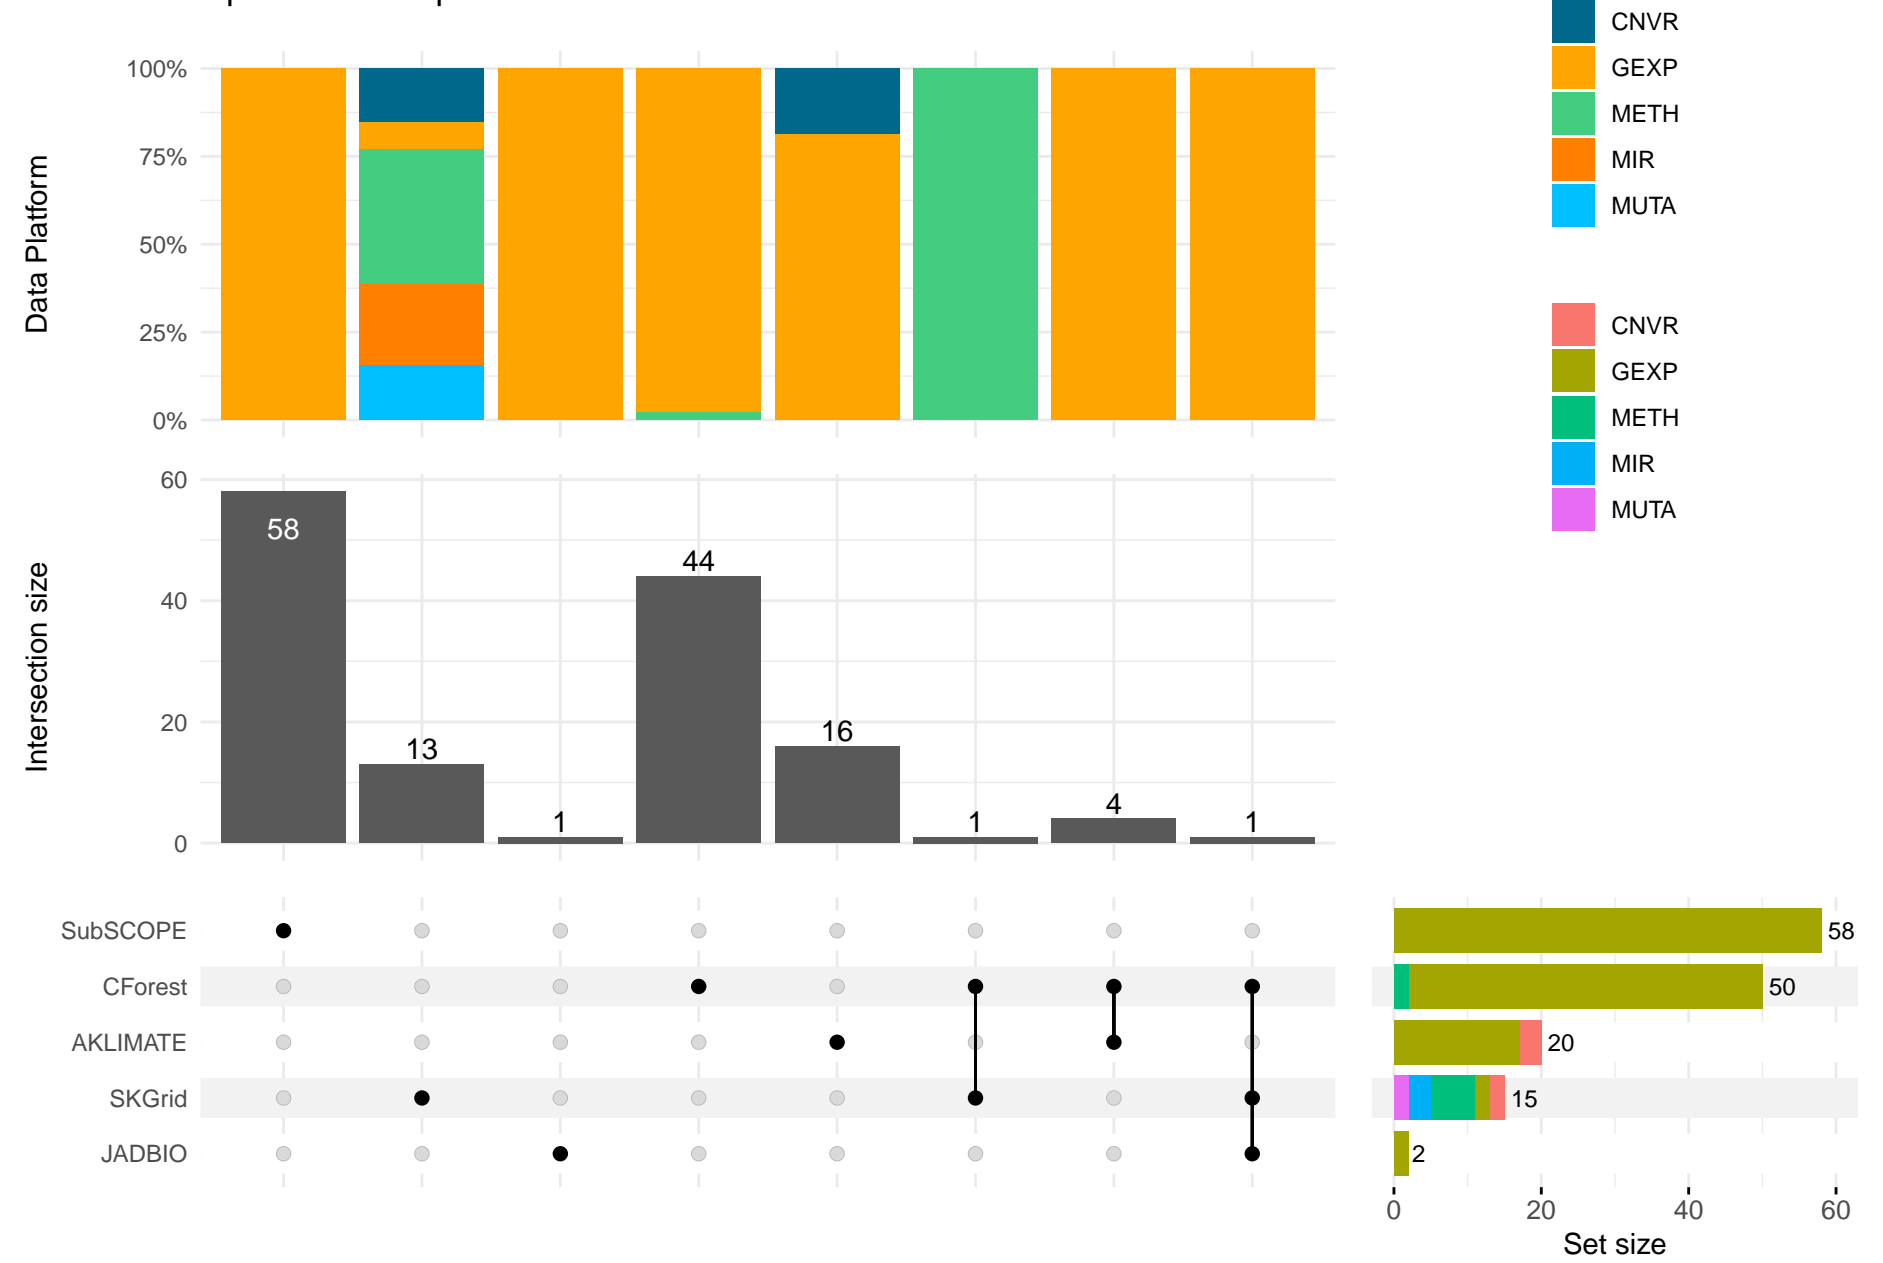 CNVR
GEXP
METH
MIR
MUTA
Data Platform
100%
75%
50%
25%
0%
CNVR
GEXP
METH
MIR
MUTA
Intersection size
60
40
20
0
58
13
1
44
16
1
4
1
SubSCOPE
CForest
AKLIMATE
SKGrid
JADBIO
58
50
20
15
2
0
20
40
60
Set size